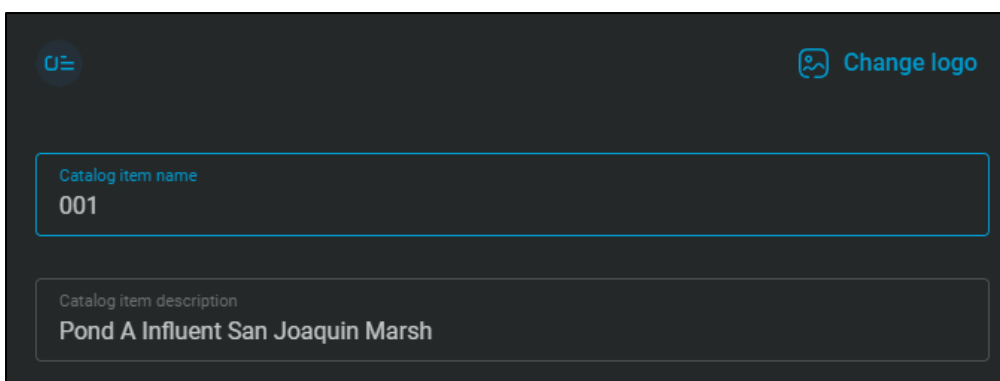 Change logo
Catalog item name
001
Catalog item description
Pond A Influent San Joaquin Marsh